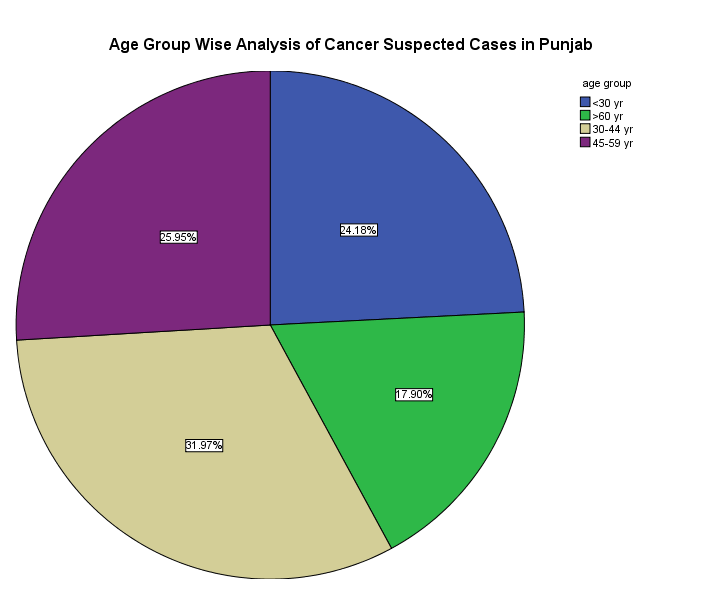 Age Group Wise Analysis of Cancer Suspected Cases in Punjab
age group
<30 yr
>60 yr
30-44 yr
45-59 yr
25.95%
24.18%
17.90%
31.97%